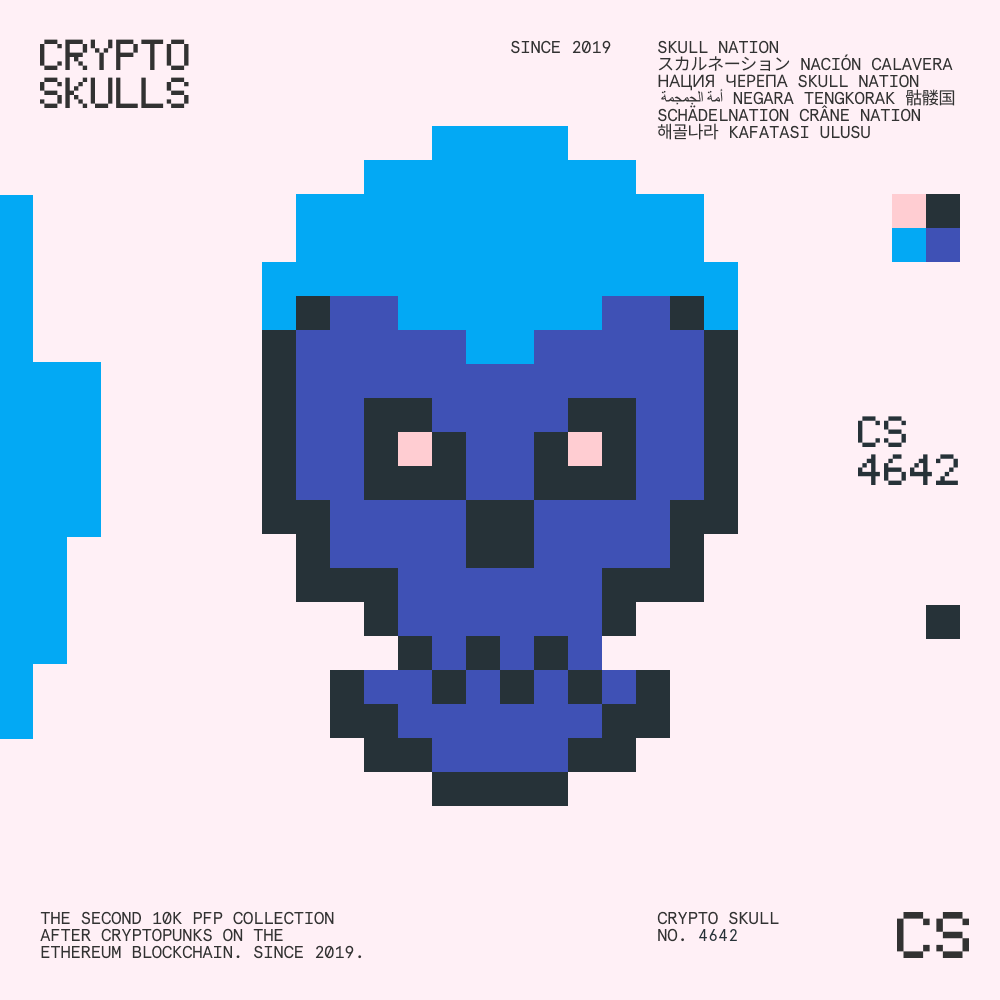 CRYPTO
SKULLS
SINCE 2019
SKULL NATION
スカルネーション NACIÓN CALAVERA
НАЦИЯ ЧЕРЕПА SKULL NATION
أمة الجمجمة NEGARA TENGKORAK 骷髅国
SCHÄDELNATION CRÂNE NATION
해골나라 KAFATASI ULUSU
CS
4642
THE SECOND 10K PFP COLLECTION
AFTER CRYPTOPUNKS ON THE
ETHEREUM BLOCKCHAIN. SINCE 2019.
CRYPTO SKULL
NO. 4642
CS